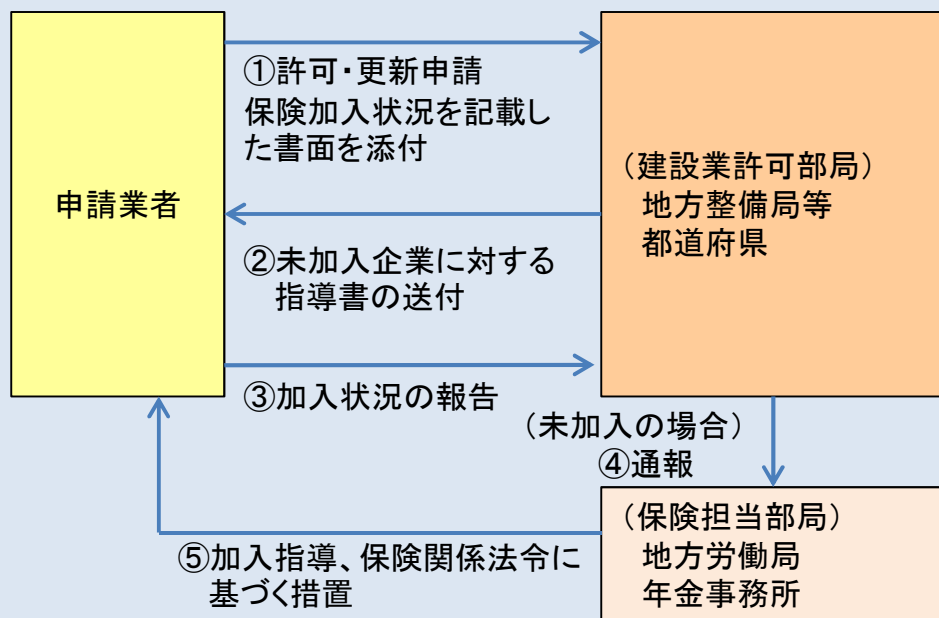 ①許可・更新申請
保険加入状況を記載し
た書面を添付
申請業者
（建設業許可部局）
地方整備局等
都道府県
②未加入企業に対する
指導書の送付
③加入状況の報告
（未加入の場合）
④通報
（保険担当部局）
地方労働局
年金事務所
⑤加入指導、保険関係法令に
基づく措置